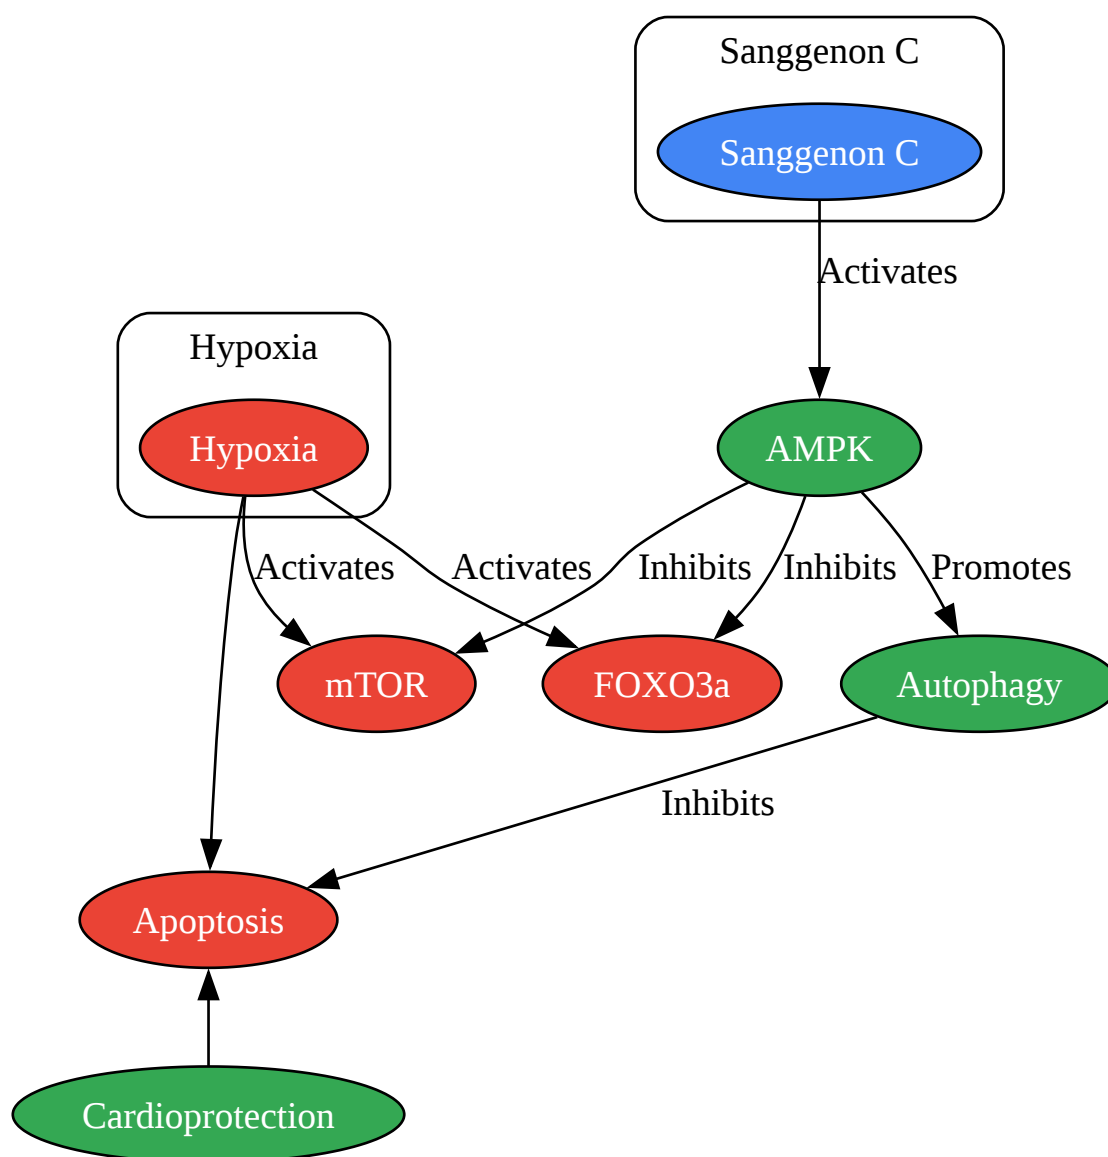 Sanggenon C
Sanggenon C
Activates
Hypoxia
Hypoxia
AMPK
Activates
Activates
Inhibits
Inhibits
Promotes
mTOR
FOXO3a
Autophagy
Inhibits
Apoptosis
Cardioprotection